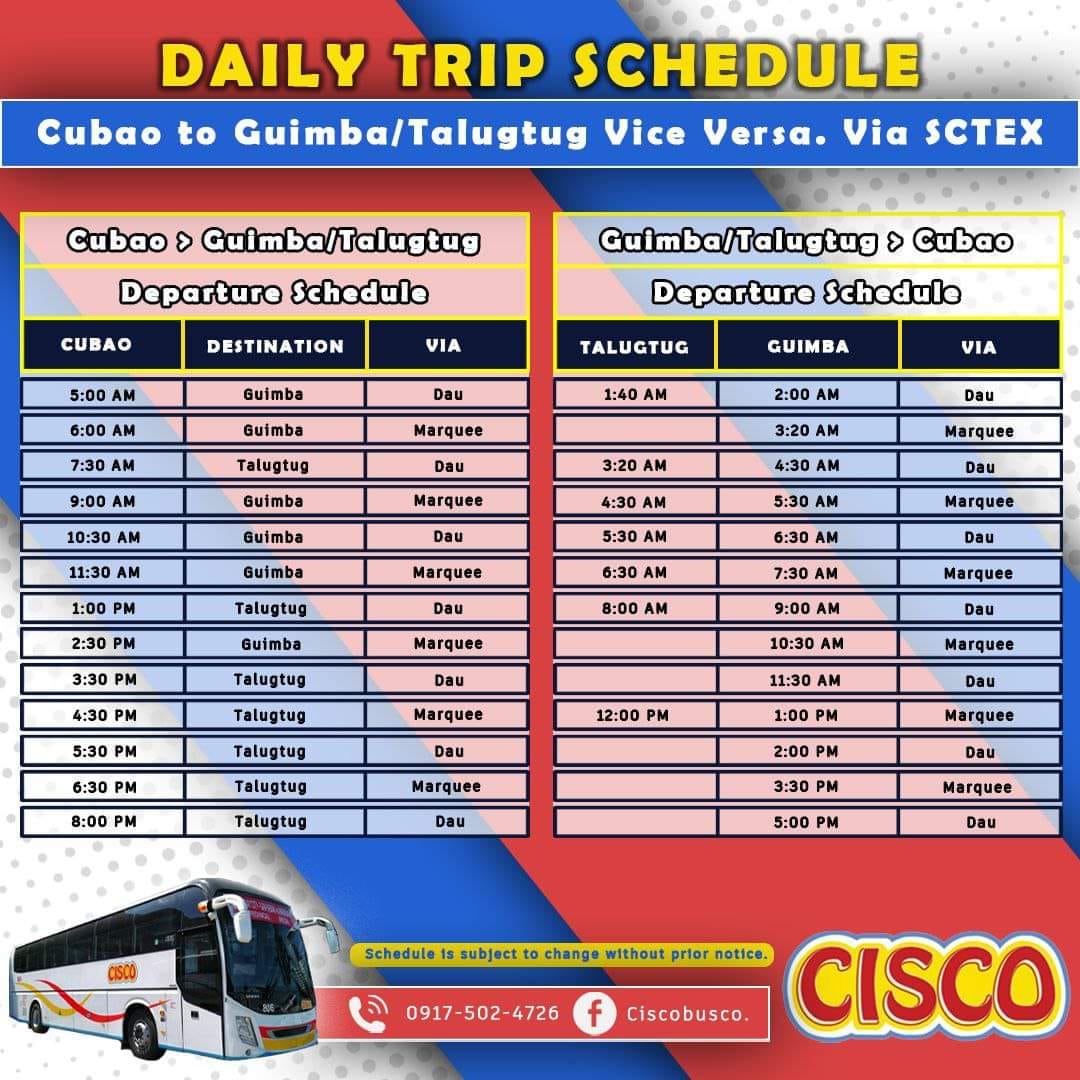 DAILY TRIP SCHEDULE
Cubao to Guimba/Talugtug Vice Versa. Via SCTEX
Cubao > Guimba/Talugtug
Departure Schedule
CUBAO DESTINATION VIA
5:00 AM Guimba Dau
6:00 AM Guimba Marquee
7:30 AM Talugtug Dau
9:00 AM Guimba Marquee
10:30 AM Guimba Dau
11:30 AM Guimba Marquee
1:00 PM Talugtug Dau
2:30 PM Guimba Marquee
3:30 PM Talugtug Dau
4:30 PM Talugtug Marquee
5:30 PM Talugtug Dau
6:30 PM Talugtug Marquee
8:00 PM Talugtug Dau
Guimba/Talugtug > Cubao
Departure Schedule
TALUGTUG GUIMBA VIA
1:40 AM 2:00 AM Dau
3:20 AM Marquee
3:20 AM 4:30 AM Dau
4:30 AM 5:30 AM Marquee
5:30 AM 6:30 AM Dau
6:30 AM 7:30 AM Marquee
8:00 AM 9:00 AM Dau
10:30 AM Marquee
11:30 AM Dau
12:00 PM 1:00 PM Marquee
2:00 PM Dau
3:30 PM Marquee
5:00 PM Dau
Schedule is subject to change without prior notice.
0917-502-4726 Ciscobusco.
CISCO
CISCO
806